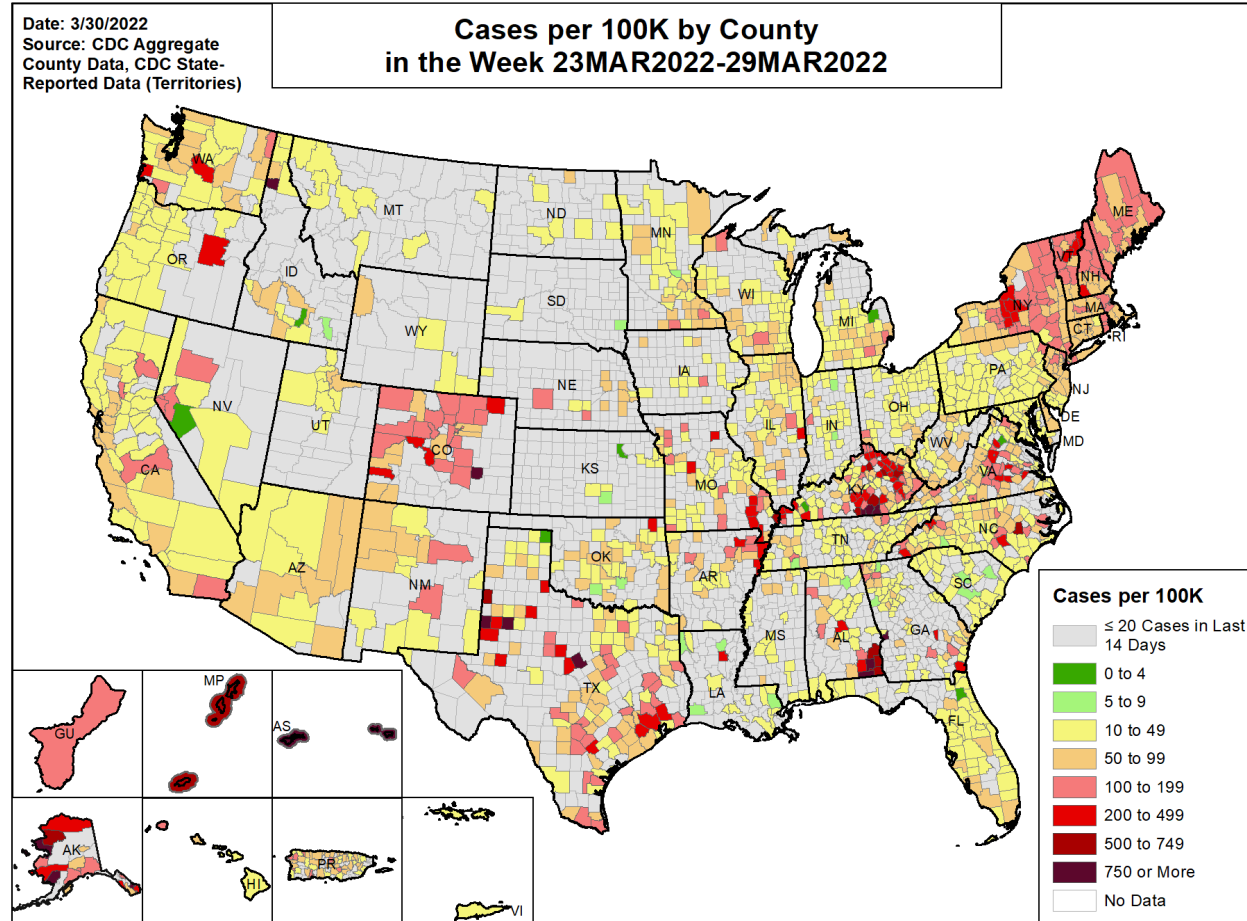 Date: 3/30/2022
Source: CDC Aggregate
County Data, CDC State-
Reported Data (Territories)
Cases per 100K by County
in the Week 23MAR2022-29MAR2022
WA
MT
ND
MN
ME
OR
ID
SD
WI
MI
VT
NH
NY
MA
CT
RI
WY
NE
IA
PA
NJ
NV
UT
CO
IL
IN
OH
DE
MD
WV
VA
CA
KS
MO
KY
AZ
NM
OK
AR
TN
NC
SC
MS
AL
GA
TX
LA
FL
GU
MP
AS
AK
HI
PR
VI
Cases per 100K
≤ 20 Cases in Last
14 Days
0 to 4
5 to 9
10 to 49
50 to 99
100 to 199
200 to 499
500 to 749
750 or More
No Data